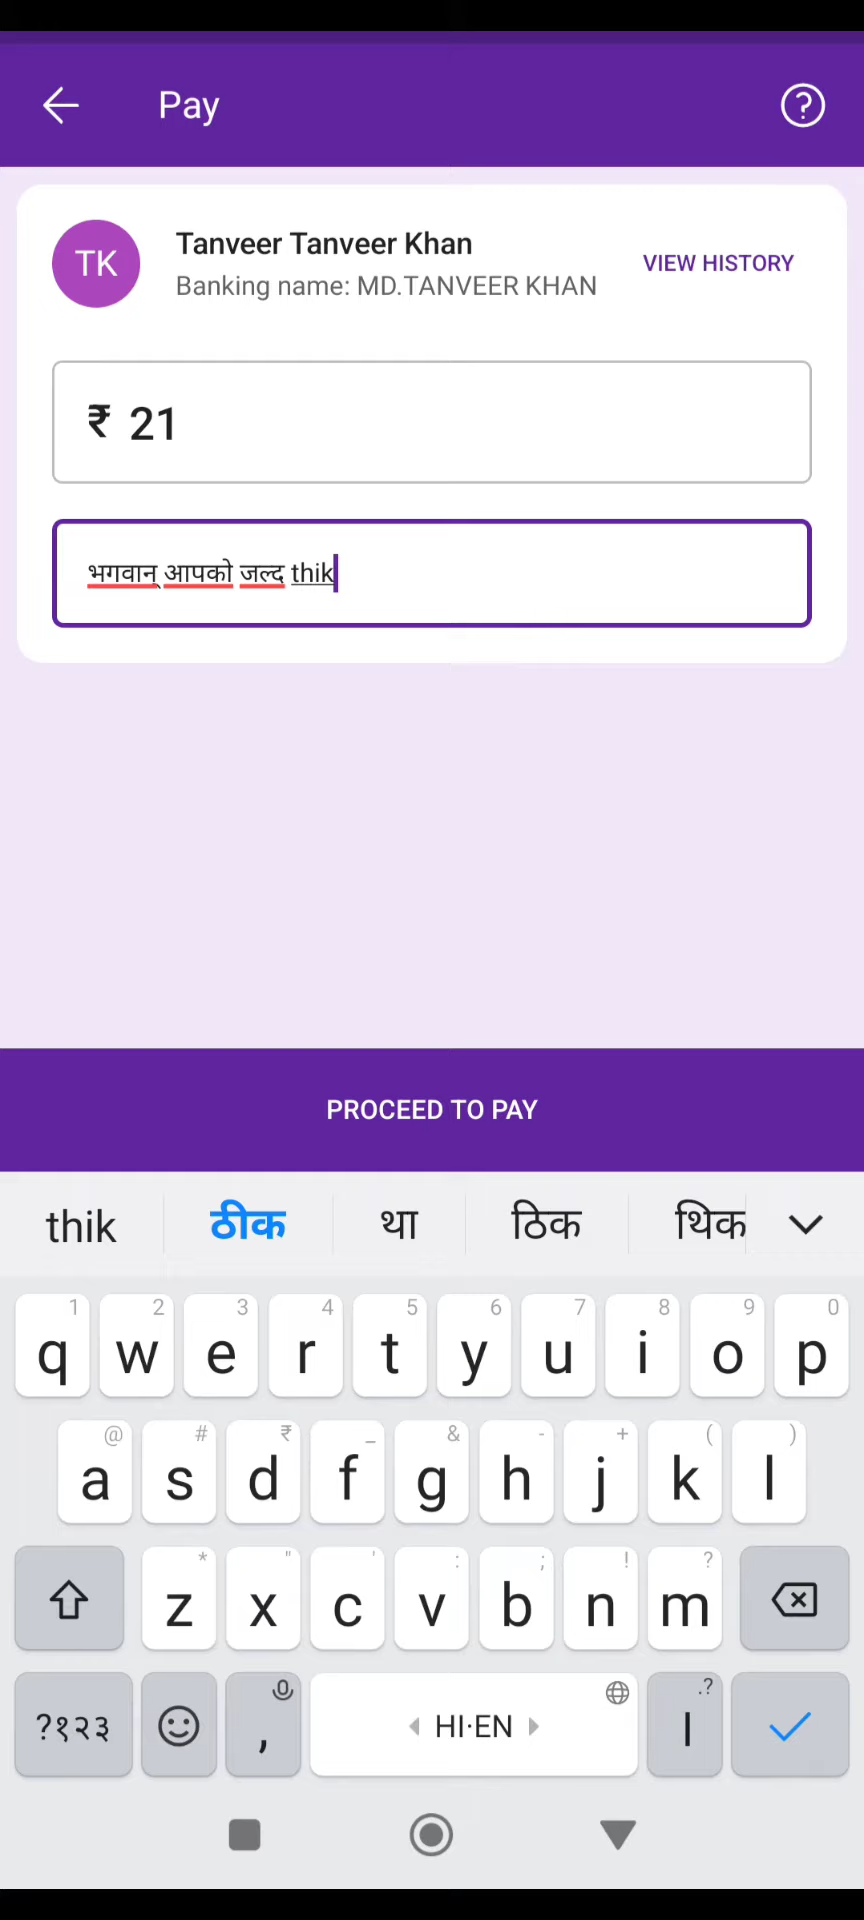 Pay
?
TK
Tanveer Tanveer Khan
Banking name: MD.TANVEER KHAN
VIEW HISTORY
₹ 21
भगवान् आपको जल्द thik
PROCEED TO PAY
thik ठीक था ठिक थिक
1 2 3 4 5 6 7 8 9 0
q w e r t y u i o p
@ # ₹ _ & - + ( )
a s d f g h j k l
* " ' : ; ! ?
z x c v b n m
?१२३ , HI·EN । .?